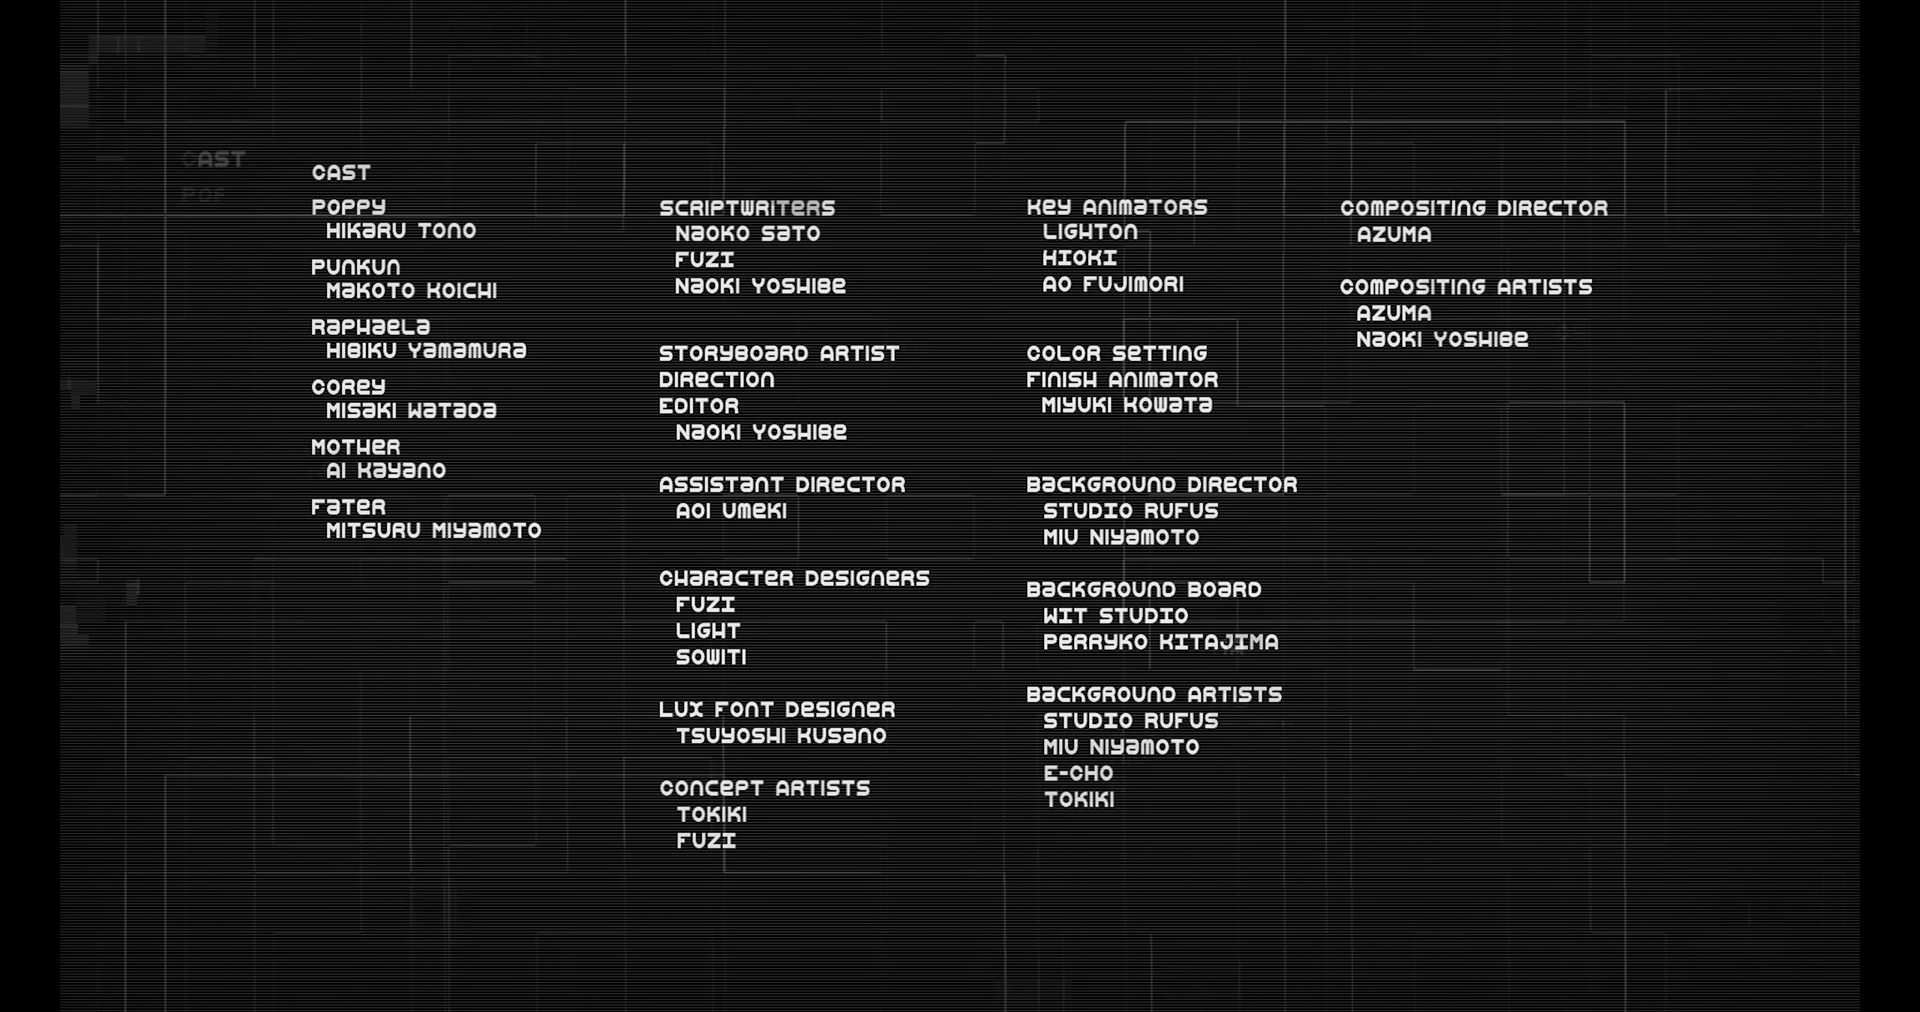 CAST
POPPY
HIKARU TONO
PUNKUN
MAKOTO KOICHI
RAPHAELA
HIBIKU YAMAMURA
COREY
MISAKI WATADA
MOTHER
AI KAYANO
FATER
MITSURU MIYAMOTO
SCRIPTWRITERS
NAOKO SATO
FUZI
NAOKI YOSHIBE
STORYBOARD ARTIST
DIRECTION
EDITOR
NAOKI YOSHIBE
ASSISTANT DIRECTOR
AOI UMEKI
CHARACTER DESIGNERS
FUZI
LIGHT
SOWITI
LUX FONT DESIGNER
TSUYOSHI KUSANO
CONCEPT ARTISTS
TOKIKI
FUZI
KEY ANIMATORS
LIGHTON
HIOKI
AO FUJIMORI
COLOR SETTING
FINISH ANIMATOR
MIYUKI KOWATA
BACKGROUND DIRECTOR
STUDIO RUFUS
MIU NIYAMOTO
BACKGROUND BOARD
WIT STUDIO
PERRYKO KITAJIMA
BACKGROUND ARTISTS
STUDIO RUFUS
MIU NIYAMOTO
E-CHO
TOKIKI
COMPOSITING DIRECTOR
AZUMA
COMPOSITING ARTISTS
AZUMA
NAOKI YOSHIBE
CAST